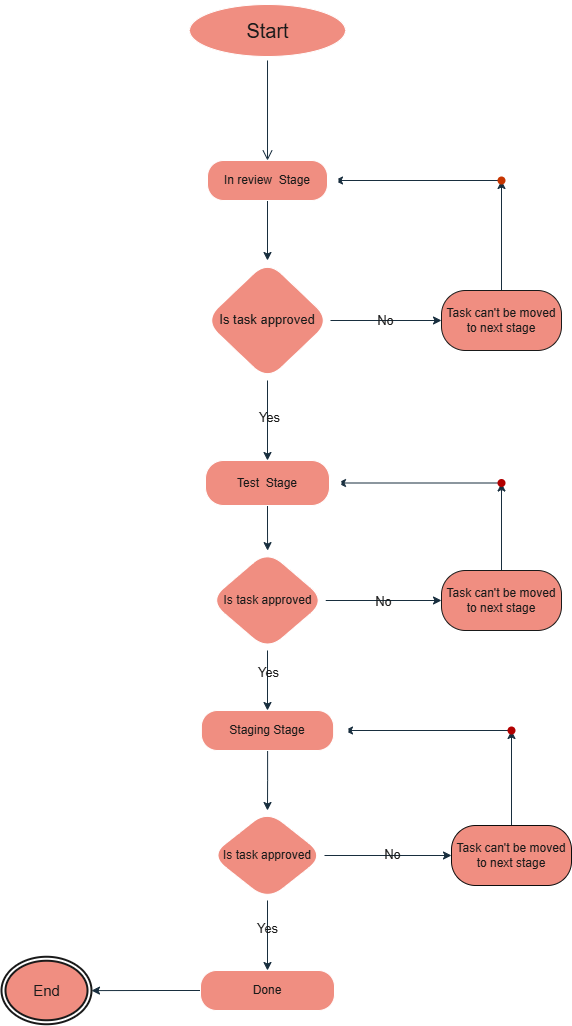 Start
In review  Stage
Is task approved
No
Task can't be moved
to next stage
Yes
Test  Stage
Is task approved
No
Task can't be moved
to next stage
Yes
Staging Stage
Is task approved
No
Task can't be moved
to next stage
Yes
Done
End